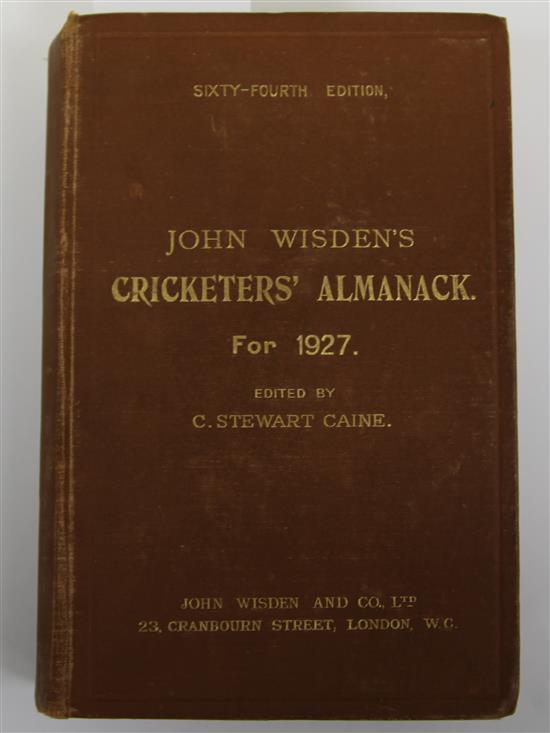 SIXTY-FOURTH EDITION,
JOHN WISDEN'S
CRICKETERS' ALMANACK.
For 1927.
EDITED BY
C. STEWART CAINE.
JOHN WISDEN AND CO., LTD
23, CRANBOURN STREET, LONDON, W.C.